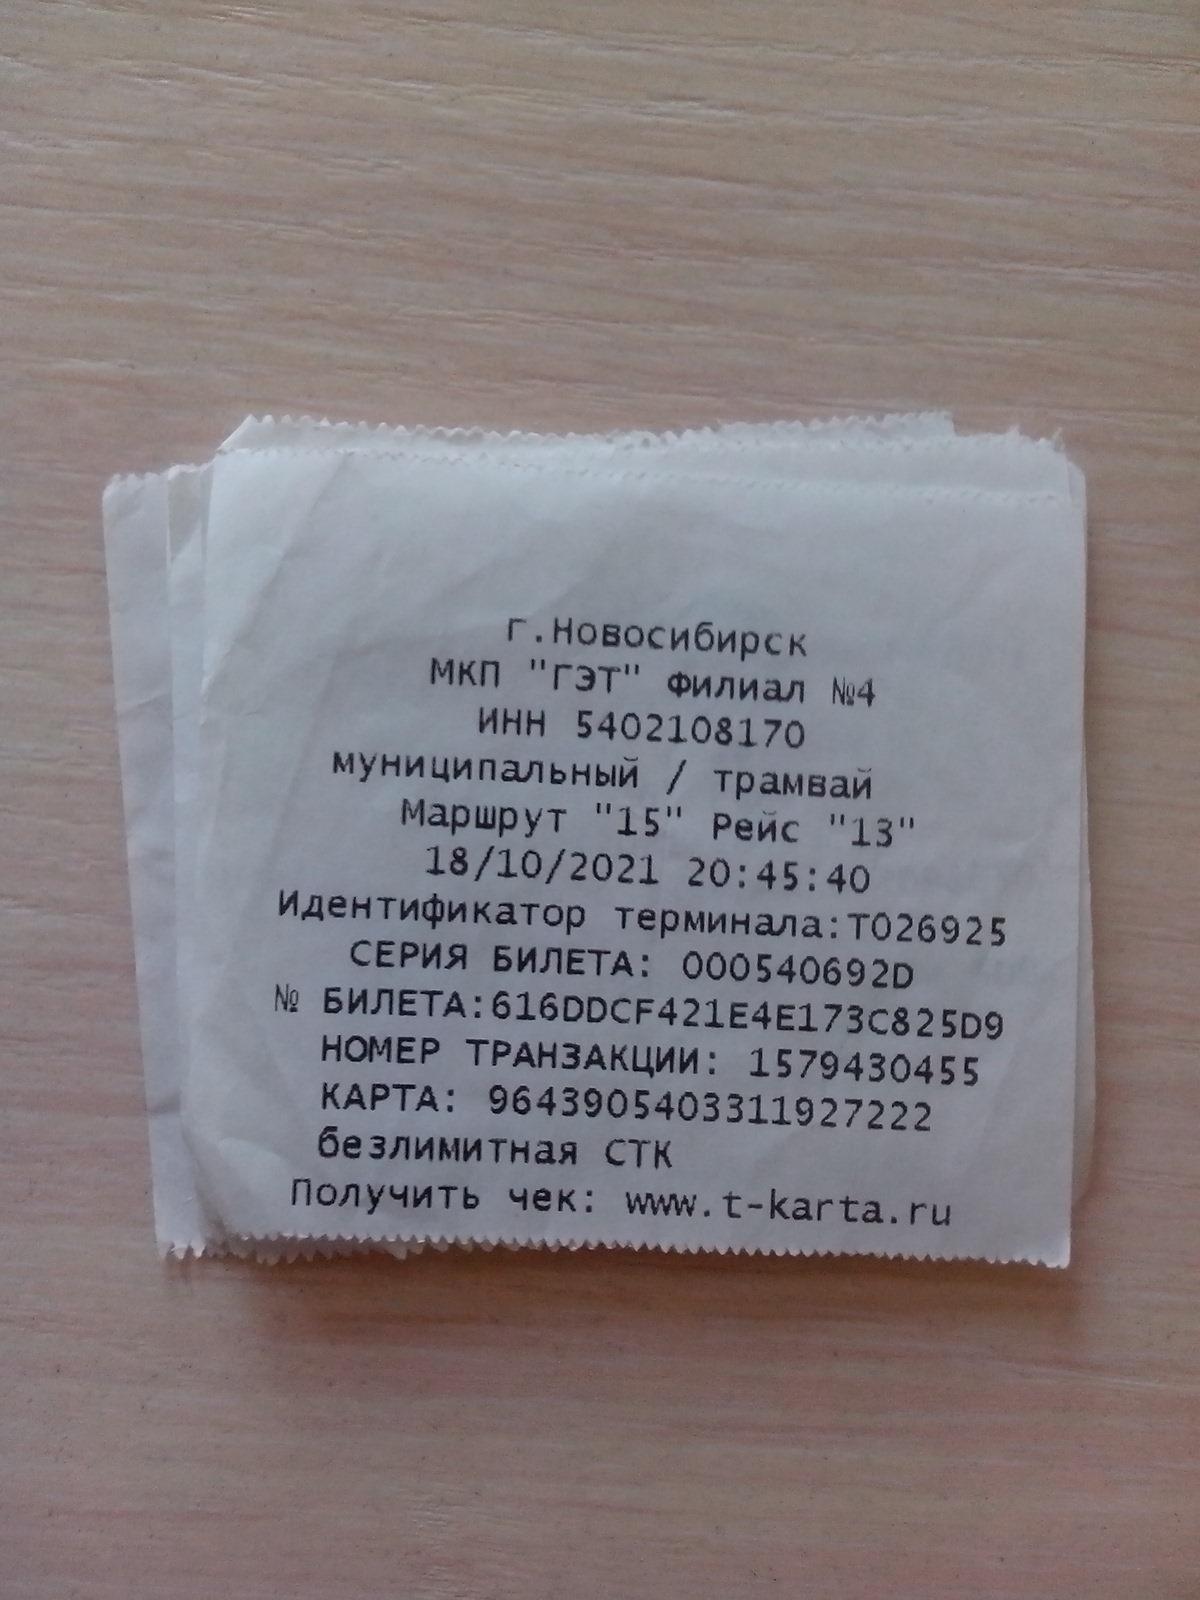 г.Новосибирск
МКП "ГЭТ" Филиал №4
ИНН 5402108170
муниципальный / трамвай
Маршрут "15" Рейс "13"
18/10/2021 20:45:40
Идентификатор терминала:T026925
СЕРИЯ БИЛЕТА: 000540692D
№ БИЛЕТА:616DDCF421E4E173C825D9
НОМЕР ТРАНЗАКЦИИ: 1579430455
КАРТА: 9643905403311927222
безлимитная СТК
Получить чек: www.t-karta.ru